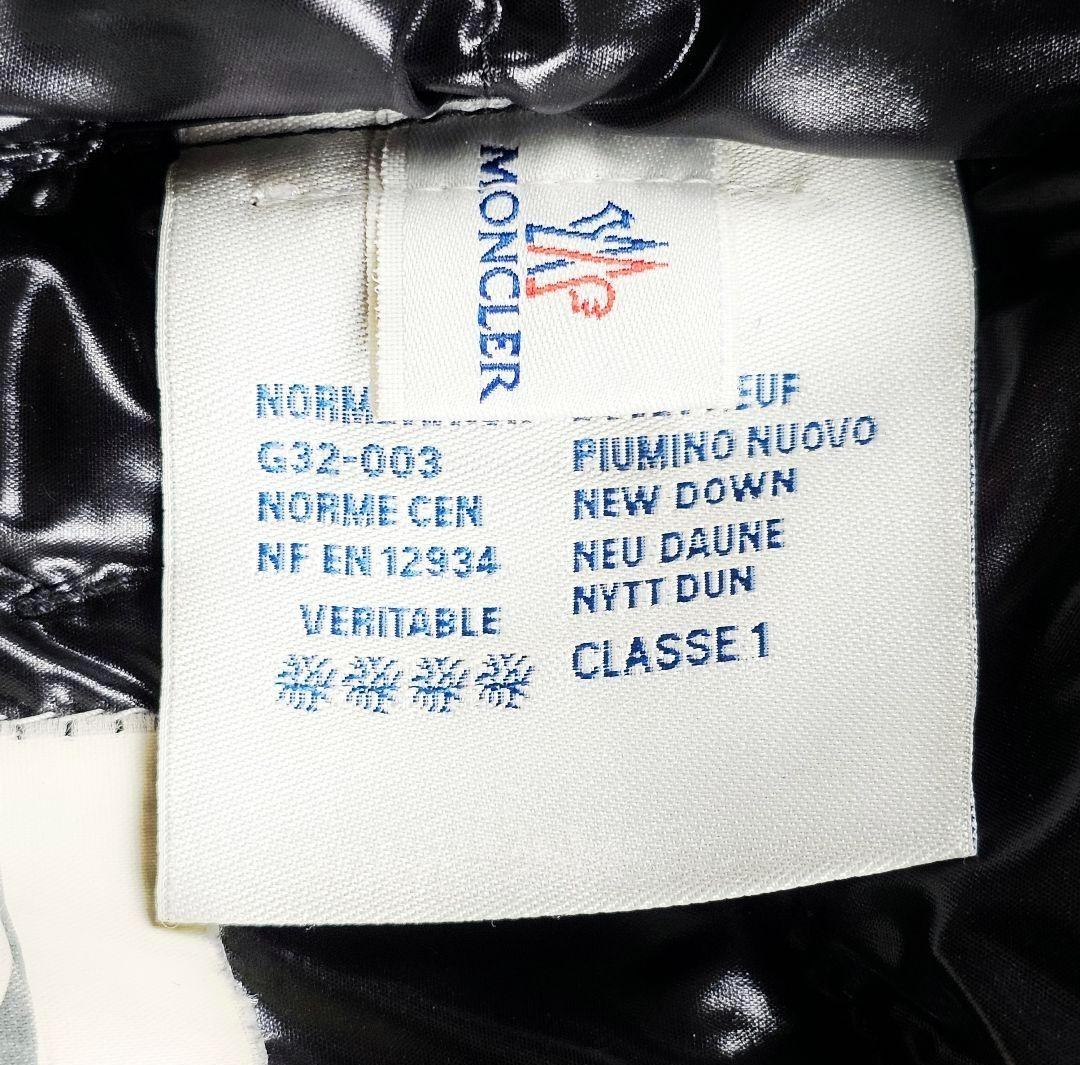 MONCLER
G32-003
NORME CEN
NF EN 12934
VERITABLE
PIUMINO NUOVO
NEW DOWN
NEU DAUNE
NYTT DUN
CLASSE 1